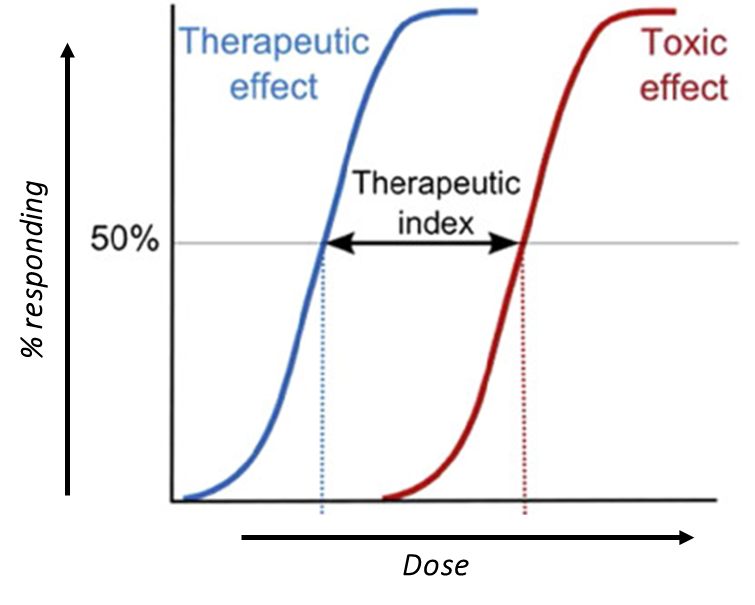 Therapeutic
effect
Toxic
effect
Therapeutic
index
50%
% responding
Dose